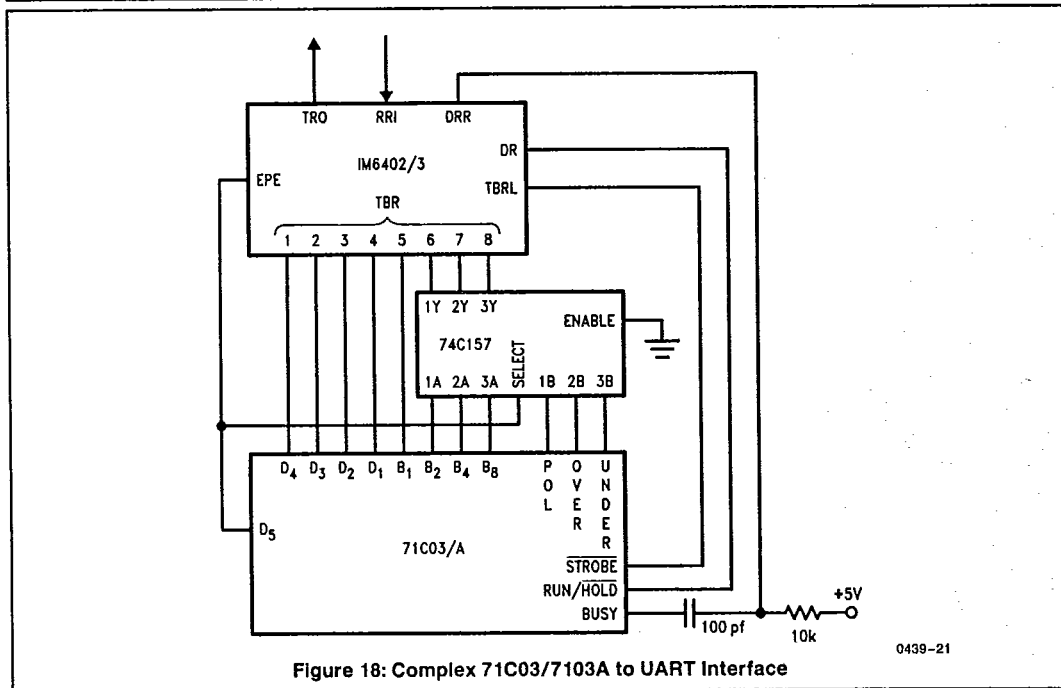 TRO RRI DRR
DR
IM6402/3
EPE
TBRL
TBR
1 2 3 4 5 6 7 8
1Y 2Y 3Y
ENABLE
74C157
SELECT
1A 2A 3A 1B 2B 3B
D4 D3 D2 D1 B1 B2 B4 B8
POL
OVER
UNDER
D5
71C03/A
STROBE
RUN/HOLD
+5V
BUSY
100 pf
10k
0439-21
Figure 18: Complex 71C03/7103A to UART Interface